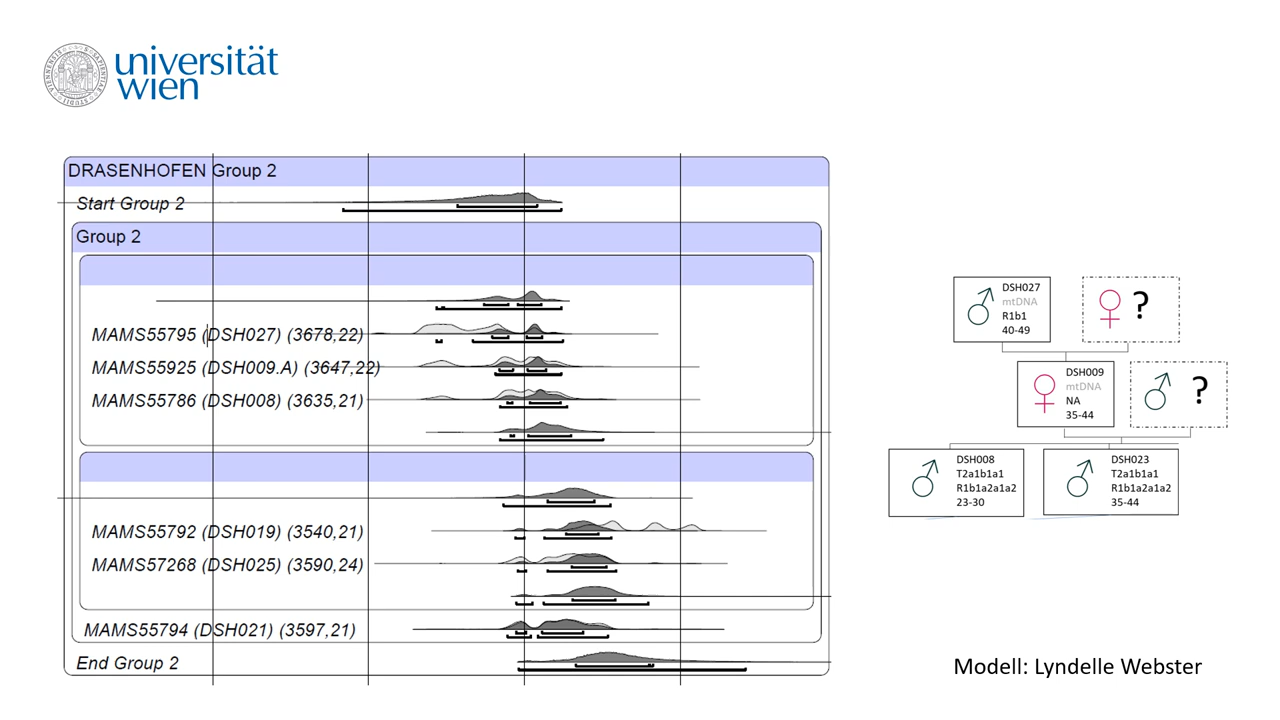 universität
wien
DRASENHOFEN Group 2
Start Group 2
Group 2
MAMS55795 (DSH027) (3678,22)
MAMS55925 (DSH009.A) (3647,22)
MAMS55786 (DSH008) (3635,21)
MAMS55792 (DSH019) (3540,21)
MAMS57268 (DSH025) (3590,24)
MAMS55794 (DSH021) (3597,21)
End Group 2
DSH027
mtDNA
R1b1
40-49
?
DSH009
mtDNA
NA
35-44
?
DSH008
T2a1b1a1
R1b1a2a1a2
23-30
DSH023
T2a1b1a1
R1b1a2a1a2
35-44
Modell: Lyndelle Webster